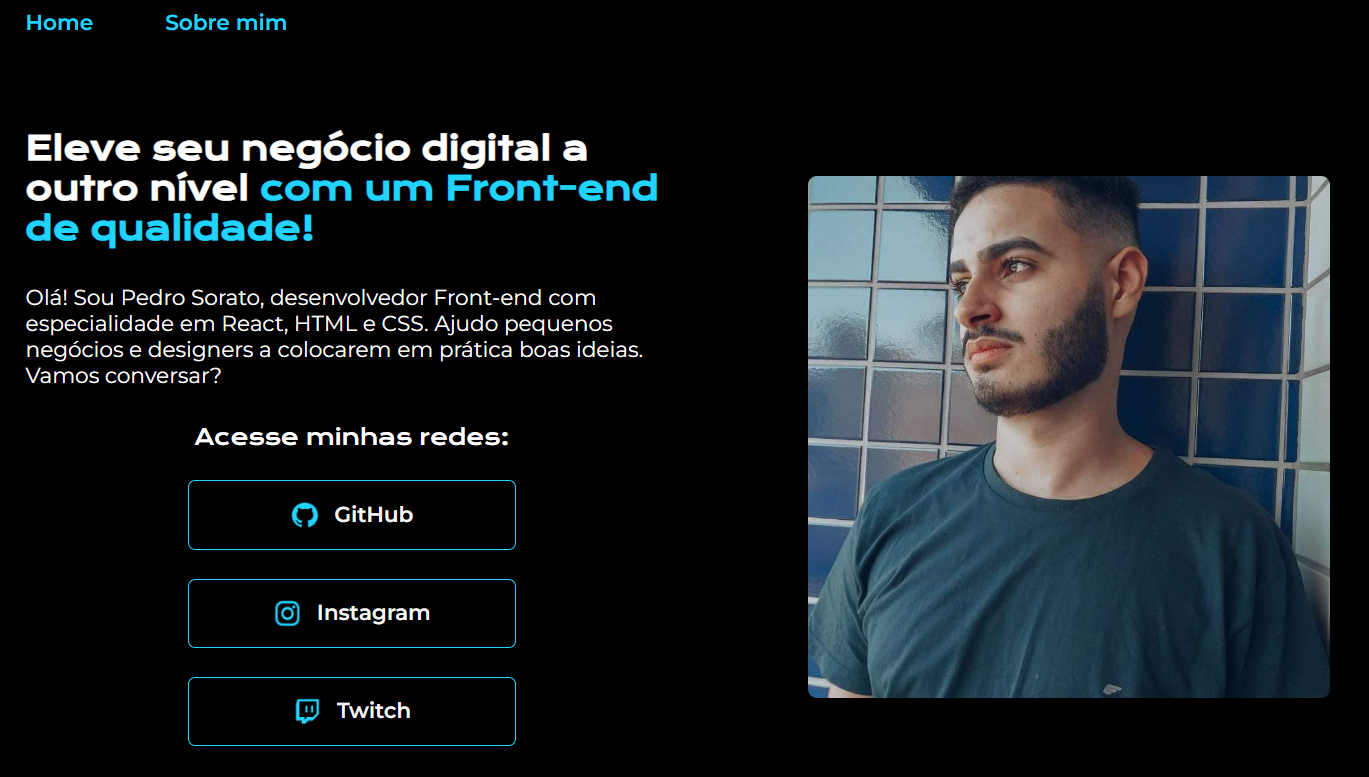 Home
Sobre mim
Eleve seu negócio digital a
outro nível com um Front-end
de qualidade!
Olá! Sou Pedro Sorato, desenvolvedor Front-end com
especialidade em React, HTML e CSS. Ajudo pequenos
negócios e designers a colocarem em prática boas ideias.
Vamos conversar?
Acesse minhas redes:
GitHub
Instagram
Twitch